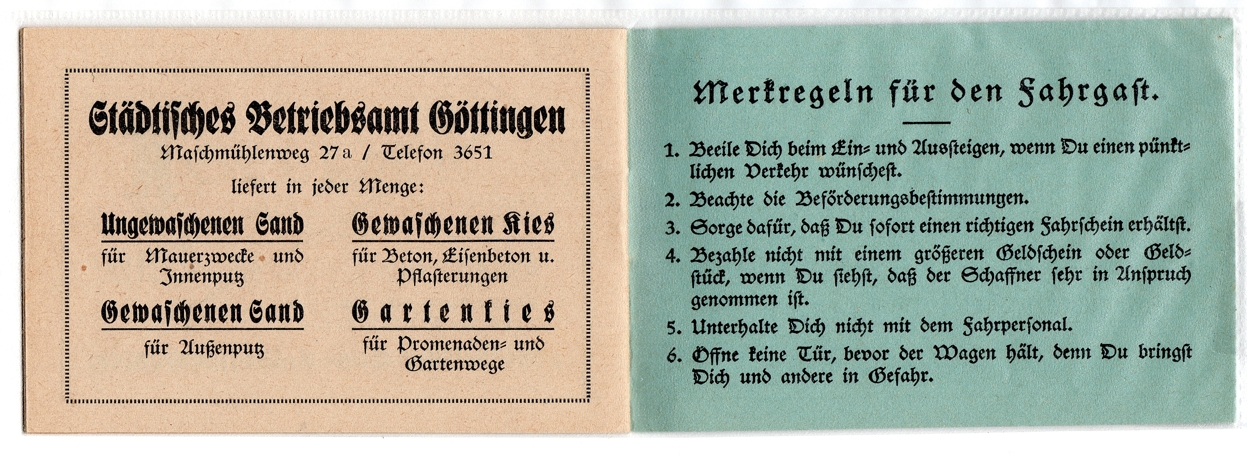 Städtisches Betriebsamt Göttingen
Maschmühlenweg 27a / Telefon 3651
liefert in jeder Menge:
Ungewaschenen Sand
für Mauerzwecke und
Innenputz
Gewaschenen Sand
für Außenputz
Gewaschenen Kies
für Beton, Eisenbeton u.
Pflasterungen
Gartenkies
für Promenaden- und
Gartenwege
Merkregeln für den Fahrgast.
1. Beeile Dich beim Ein- und Aussteigen, wenn Du einen pünkt-
lichen Verkehr wünschest.
2. Beachte die Beförderungsbestimmungen.
3. Sorge dafür, daß Du sofort einen richtigen Fahrschein erhältst.
4. Bezahle nicht mit einem größeren Geldschein oder Geld-
stück, wenn Du siehst, daß der Schaffner sehr in Anspruch
genommen ist.
5. Unterhalte Dich nicht mit dem Fahrpersonal.
6. Öffne keine Tür, bevor der Wagen hält, denn Du bringst
Dich und andere in Gefahr.